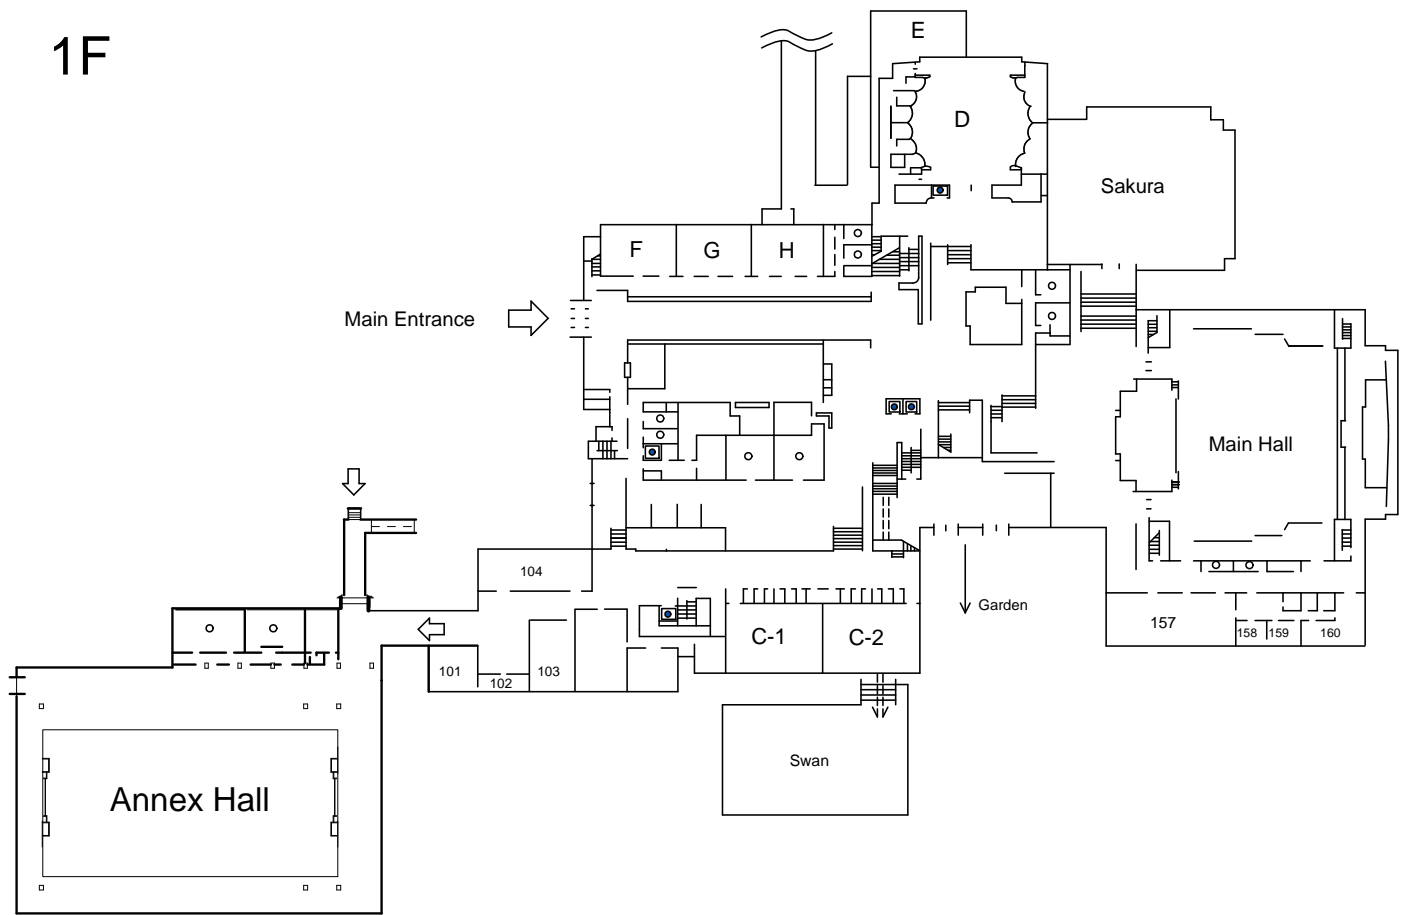 1F
E
D
Sakura
F
G
H
Main Entrance
Main Hall
104
Garden
157
158
159
160
C-1
C-2
101
102
103
Swan
Annex Hall